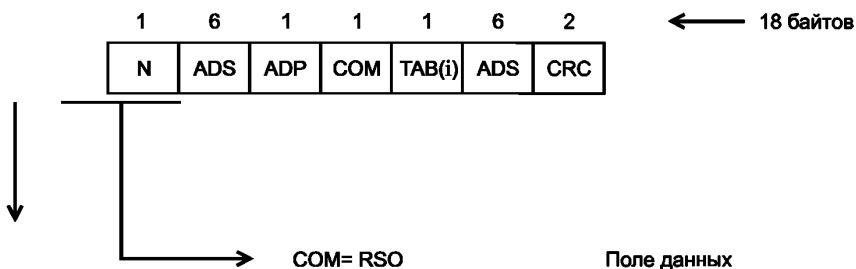 1 6 1 1 1 6 2 18 байтов
N ADS ADP COM TAB(i) ADS CRC
COM= RSO Поле данных